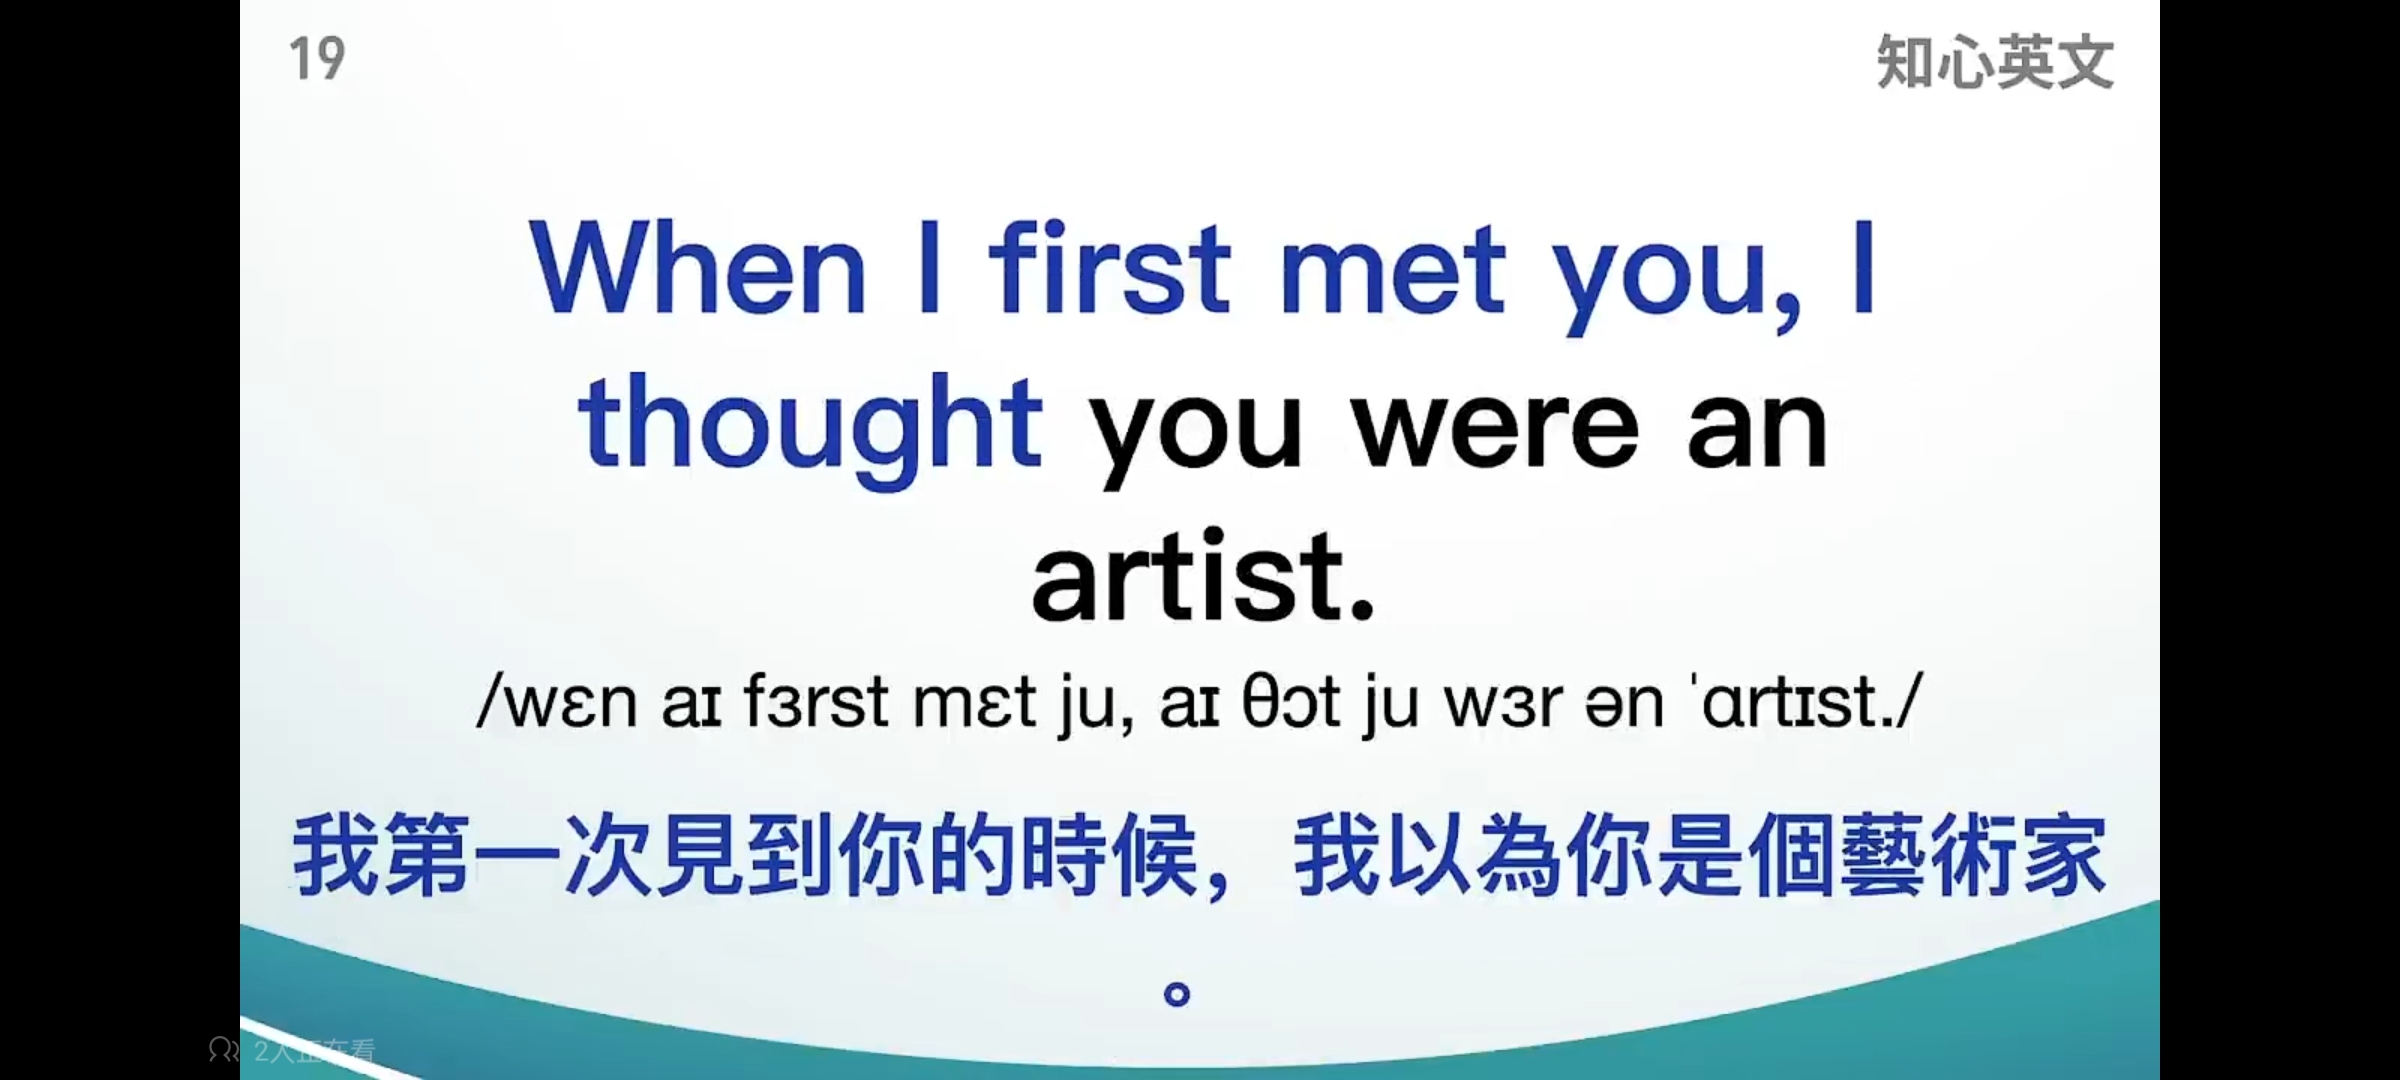 19
知心英文
When I first met you, I
thought you were an
artist.
/wɛn aɪ fɜrst mɛt ju, aɪ θɔt ju wɜr ən ˈɑrtɪst./
我第一次見到你的時候，我以為你是個藝術家
。
2人正在看